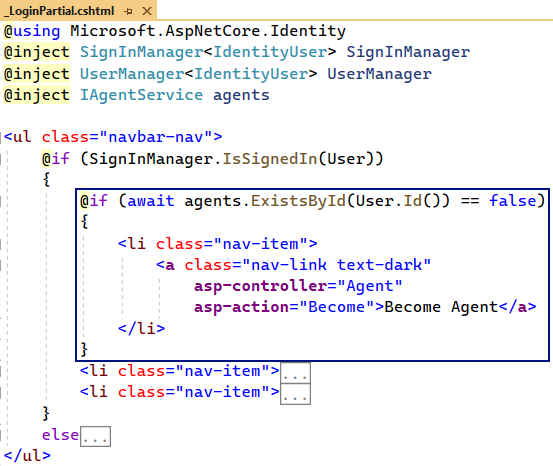 _LoginPartial.cshtml
@using Microsoft.AspNetCore.Identity
@inject SignInManager<IdentityUser> SignInManager
@inject UserManager<IdentityUser> UserManager
@inject IAgentService agents
<ul class="navbar-nav">
@if (SignInManager.IsSignedIn(User))
{
@if (await agents.ExistsById(User.Id()) == false)
{
<li class="nav-item">
<a class="nav-link text-dark"
asp-controller="Agent"
asp-action="Become">Become Agent</a>
</li>
}
<li class="nav-item">...
<li class="nav-item">...
}
else...
</ul>